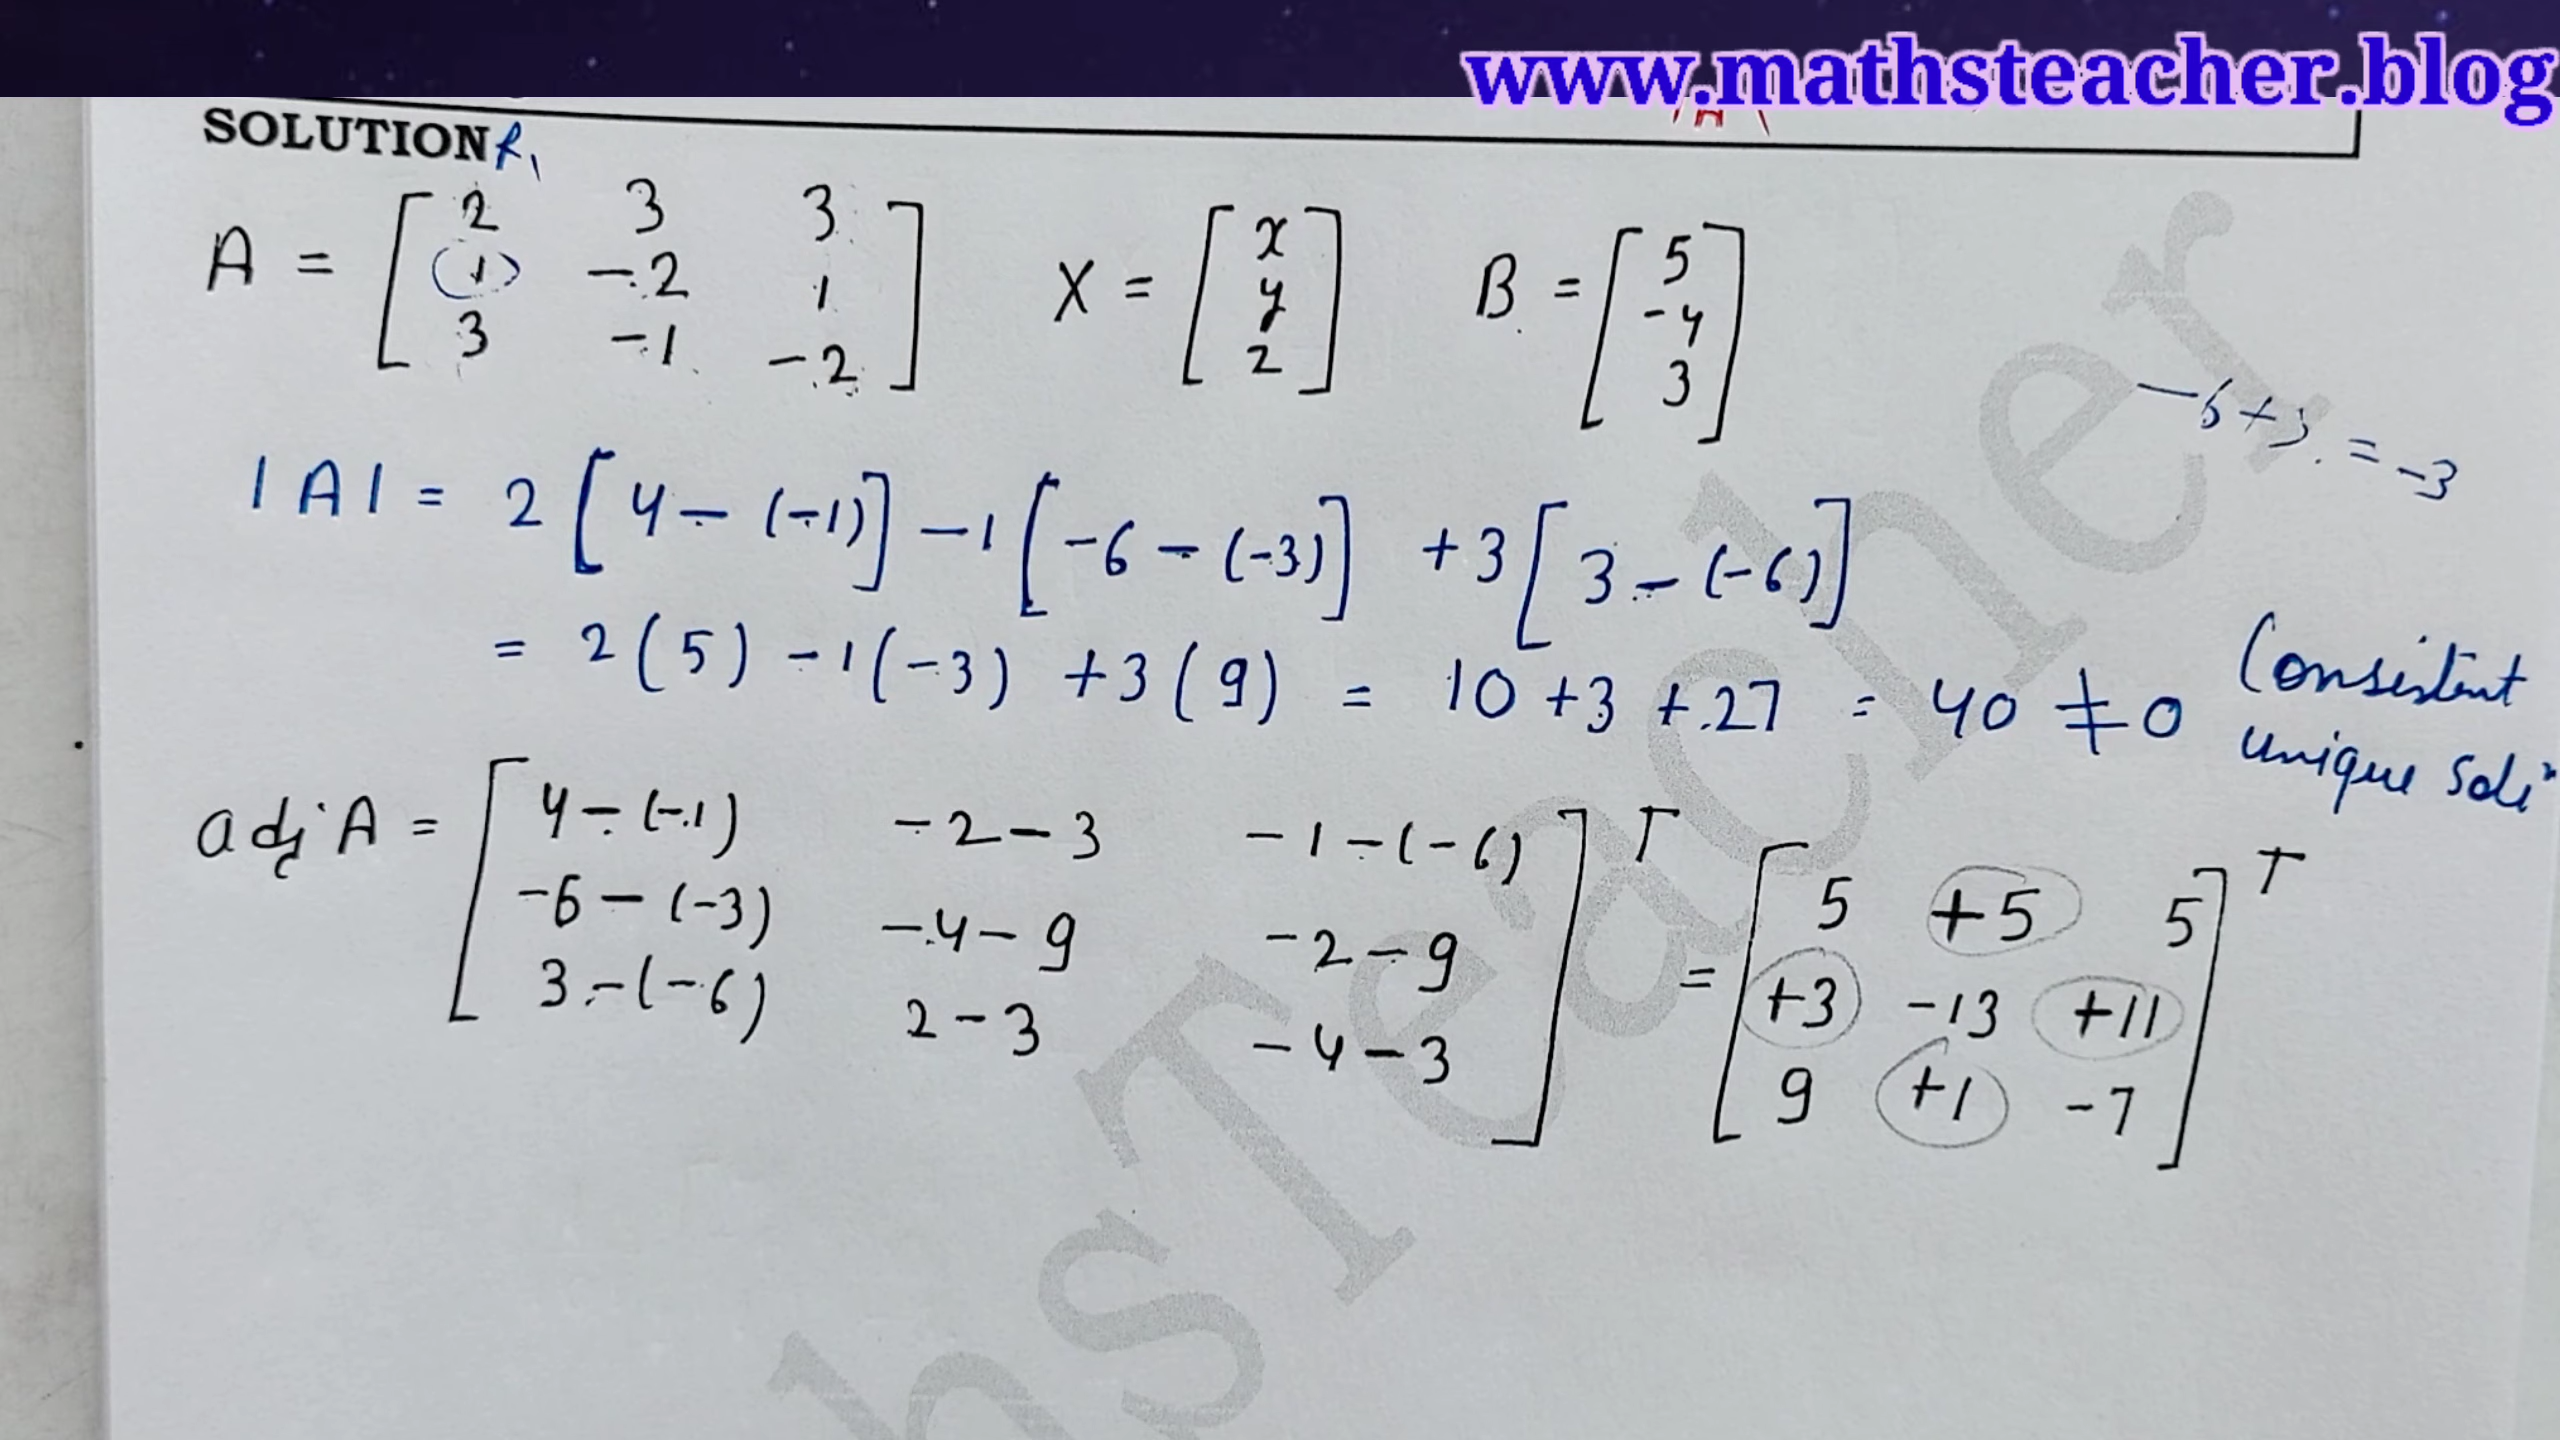 www.mathsteacher.blog
SOLUTION R₁
A = [2 3 3; 1 -2 1; 3 -1 -2] X = [x; y; z] B = [5; -4; 3]
-6+3 = -3
|A| = 2[4-(-1)] -1[-6-(-3)] +3[3-(-6)]
= 2(5) -1(-3) +3(9) = 10+3+27 = 40 ≠ 0 Consistent
unique Solⁿ
adj A = [4-(-1) -2-3 -1-(-6); -6-(-3) -4-9 -2-9; 3-(-6) 2-3 -4-3]ᵀ = [5 +5 5; +3 -13 +11; 9 +1 -7]ᵀ
hsTeacher